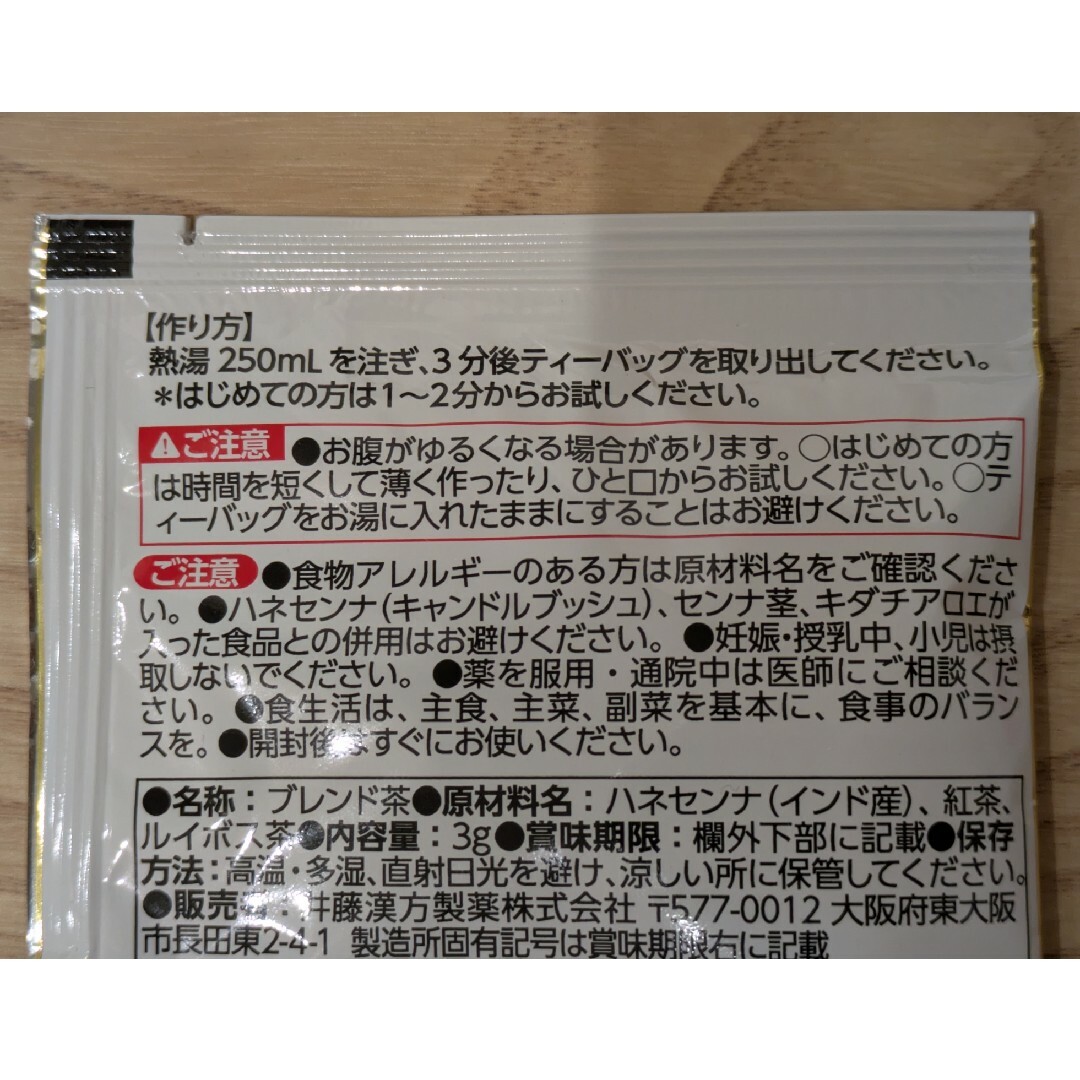 【作り方】
熱湯 250mL を注ぎ、3 分後ティーバッグを取り出してください。
＊はじめての方は1〜2分からお試しください。
⚠ご注意 ●お腹がゆるくなる場合があります。○はじめての方
は時間を短くして薄く作ったり、ひと口からお試しください。○テ
ィーバッグをお湯に入れたままにすることはお避けください。
ご注意 ●食物アレルギーのある方は原材料名をご確認くださ
い。●ハネセンナ(キャンドルブッシュ)、センナ茎、キダチアロエが
入った食品との併用はお避けください。 ●妊娠・授乳中、小児は摂
取しないでください。 ●薬を服用・通院中は医師にご相談くだ
さい。●食生活は、主食、主菜、副菜を基本に、食事のバラン
スを。●開封後はすぐにお使いください。
●名称：ブレンド茶●原材料名：ハネセンナ(インド産)、紅茶、
ルイボス茶●内容量：3g●賞味期限：欄外下部に記載●保存
方法：高温・多湿、直射日光を避け、涼しい所に保管してください。
●販売者：井藤漢方製薬株式会社 〒577-0012 大阪府東大阪
市長田東2-4-1 製造所固有記号は賞味期限右に記載